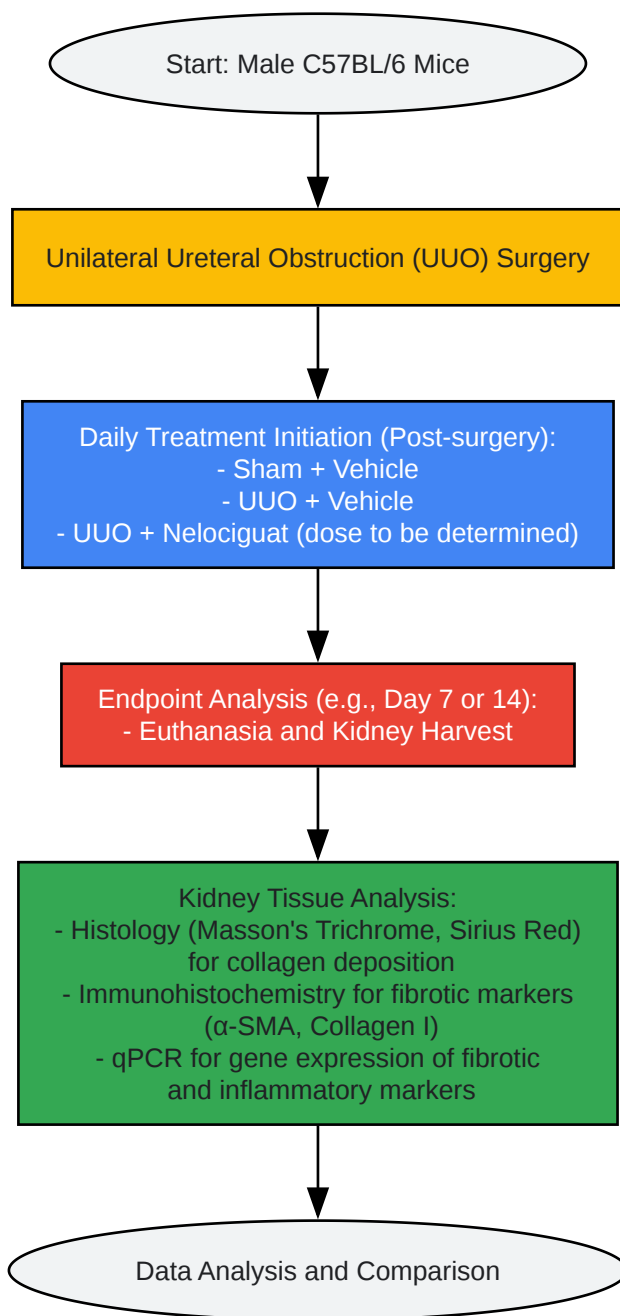 Start: Male C57BL/6 Mice
Unilateral Ureteral Obstruction (UUO) Surgery
Daily Treatment Initiation (Post-surgery):
- Sham + Vehicle
- UUO + Vehicle
- UUO + Nelociguat (dose to be determined)
Endpoint Analysis (e.g., Day 7 or 14):
- Euthanasia and Kidney Harvest
Kidney Tissue Analysis:
- Histology (Masson's Trichrome, Sirius Red)
for collagen deposition
- Immunohistochemistry for fibrotic markers
(α-SMA, Collagen I)
- qPCR for gene expression of fibrotic
and inflammatory markers
Data Analysis and Comparison